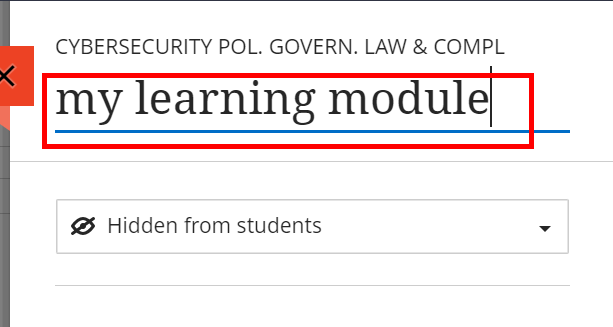 CYBERSECURITY POL. GOVERN. LAW & COMPL
my learning module
Hidden from students